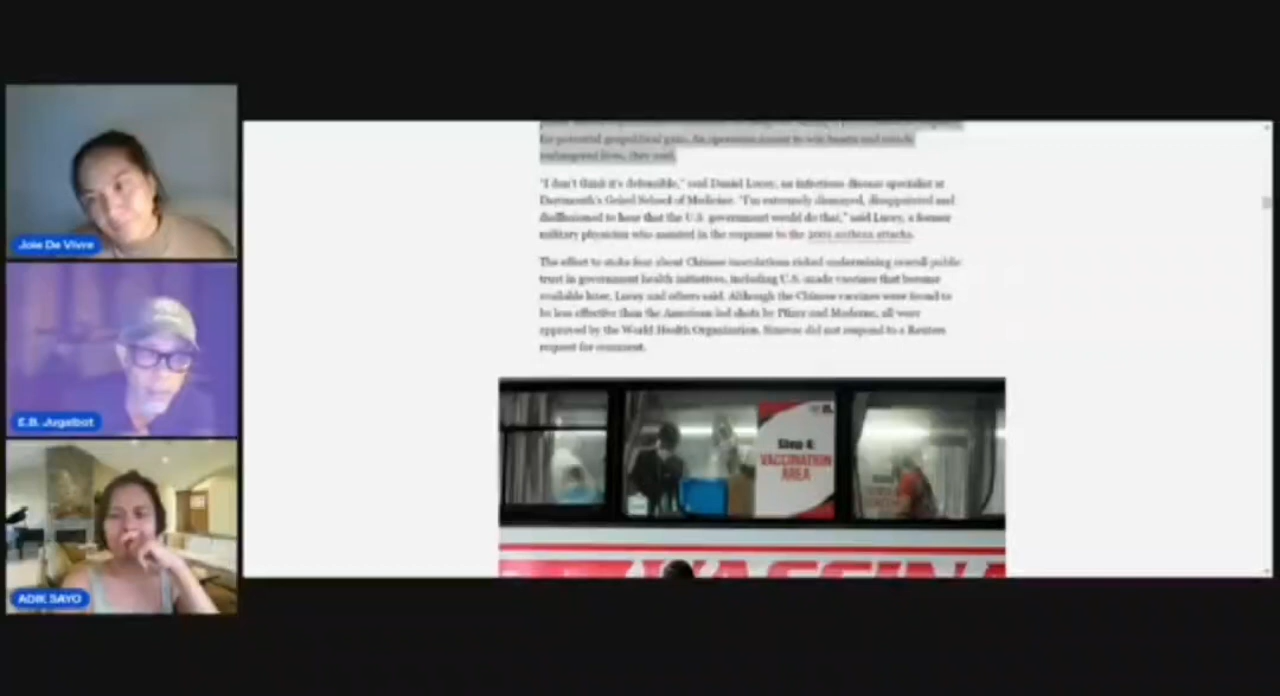 Joie De Vivre
E.B. Jugalbot
ADIK SAYO
for potential geopolitical gain. An operation meant to win hearts and minds
endangered lives, they said.
"I don't think it's defensible," said Daniel Lucey, an infectious disease specialist at
Dartmouth's Geisel School of Medicine. "I'm extremely dismayed, disappointed and
disillusioned to hear that the U.S. government would do that," said Lucey, a former
military physician who assisted in the response to the 2001 anthrax attacks.
The effort to stoke fear about Chinese inoculations risked undermining overall public
trust in government health initiatives, including U.S.-made vaccines that became
available later, Lucey and others said. Although the Chinese vaccines were found to
be less effective than the American-led shots by Pfizer and Moderna, all were
approved by the World Health Organization. Sinovac did not respond to a Reuters
request for comment.
Step 4:
VACCINATION
AREA